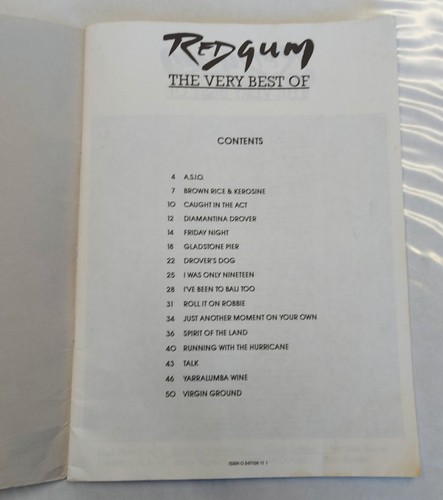 REDGUM
THE VERY BEST OF
CONTENTS
4 A.S.I.O.
7 BROWN RICE & KEROSINE
10 CAUGHT IN THE ACT
12 DIAMANTINA DROVER
14 FRIDAY NIGHT
18 GLADSTONE PIER
22 DROVER'S DOG
25 I WAS ONLY NINETEEN
28 I'VE BEEN TO BALI TOO
31 ROLL IT ON ROBBIE
34 JUST ANOTHER MOMENT ON YOUR OWN
36 SPIRIT OF THE LAND
40 RUNNING WITH THE HURRICANE
43 TALK
46 YARRALUMBA WINE
50 VIRGIN GROUND
ISBN 0